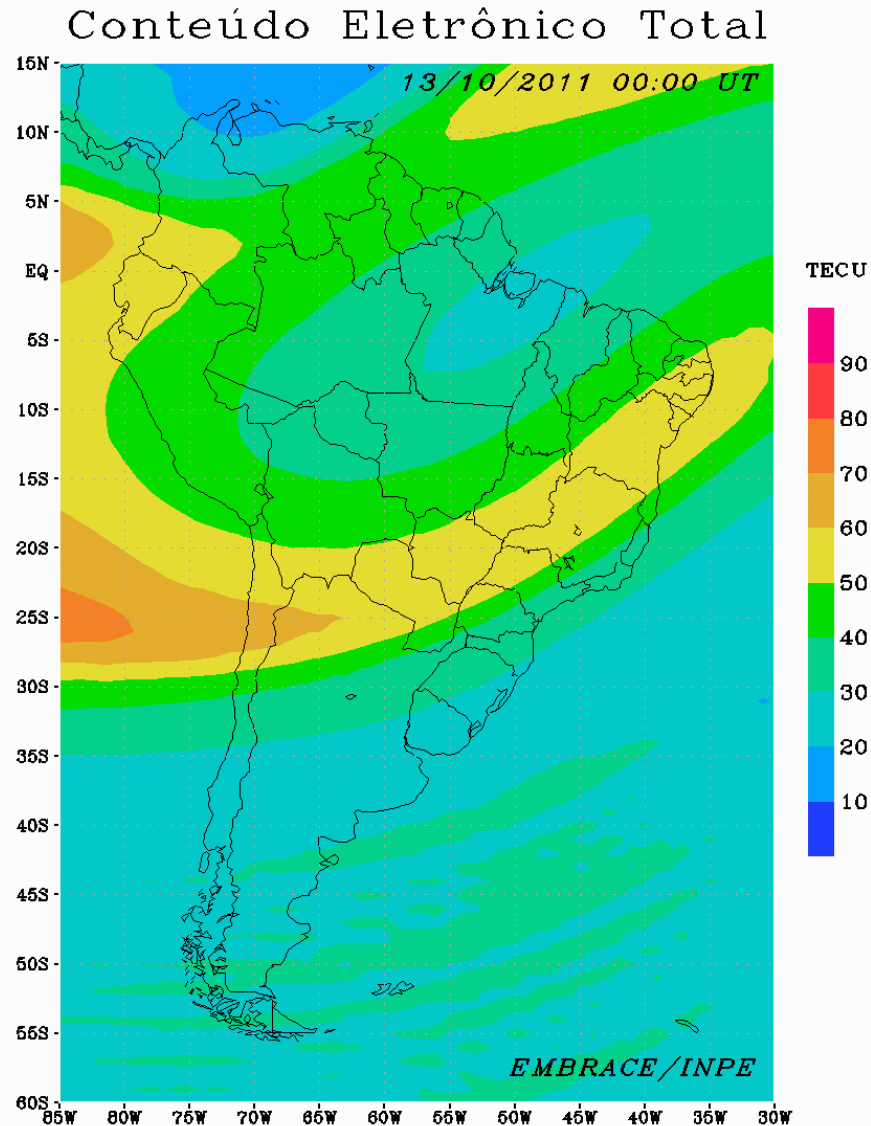 Conteúdo Eletrônico Total
13/10/2011 00:00 UT
15N
10N
5N
EQ
5S
10S
15S
20S
25S
30S
35S
40S
45S
50S
55S
60S
85W 80W 75W 70W 65W 60W 55W 50W 45W 40W 35W 30W
TECU
90
80
70
60
50
40
30
20
10
EMBRACE/INPE